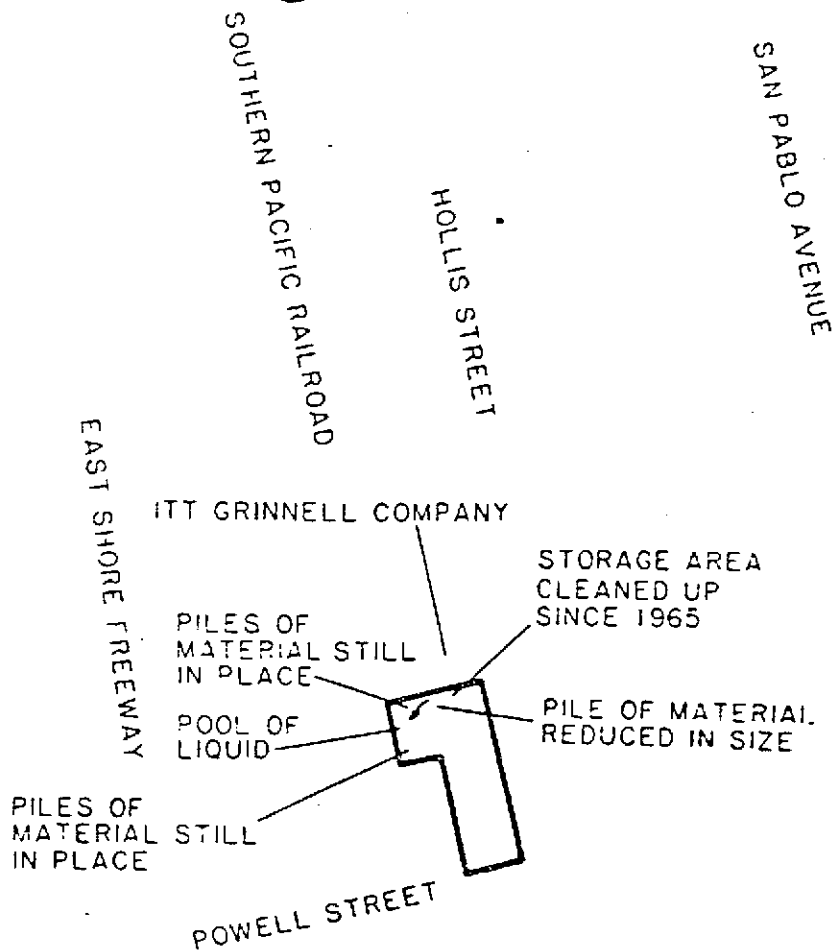 SOUTHERN PACIFIC RAILROAD
SAN PABLO AVENUE
HOLLIS STREET
EAST SHORE FREEWAY
ITT GRINNELL COMPANY
STORAGE AREA
CLEANED UP
SINCE 1965
PILES OF
MATERIAL STILL
IN PLACE
POOL OF
LIQUID
PILE OF MATERIAL
REDUCED IN SIZE
PILES OF
MATERIAL STILL
IN PLACE
POWELL STREET